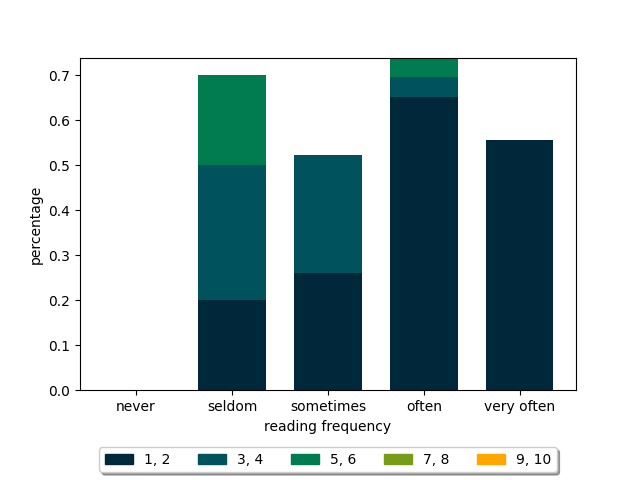 0.7
0.6
0.5
0.4
0.3
0.2
0.1
0.0
percentage
never seldom sometimes often very often
reading frequency
1, 2 3, 4 5, 6 7, 8 9, 10